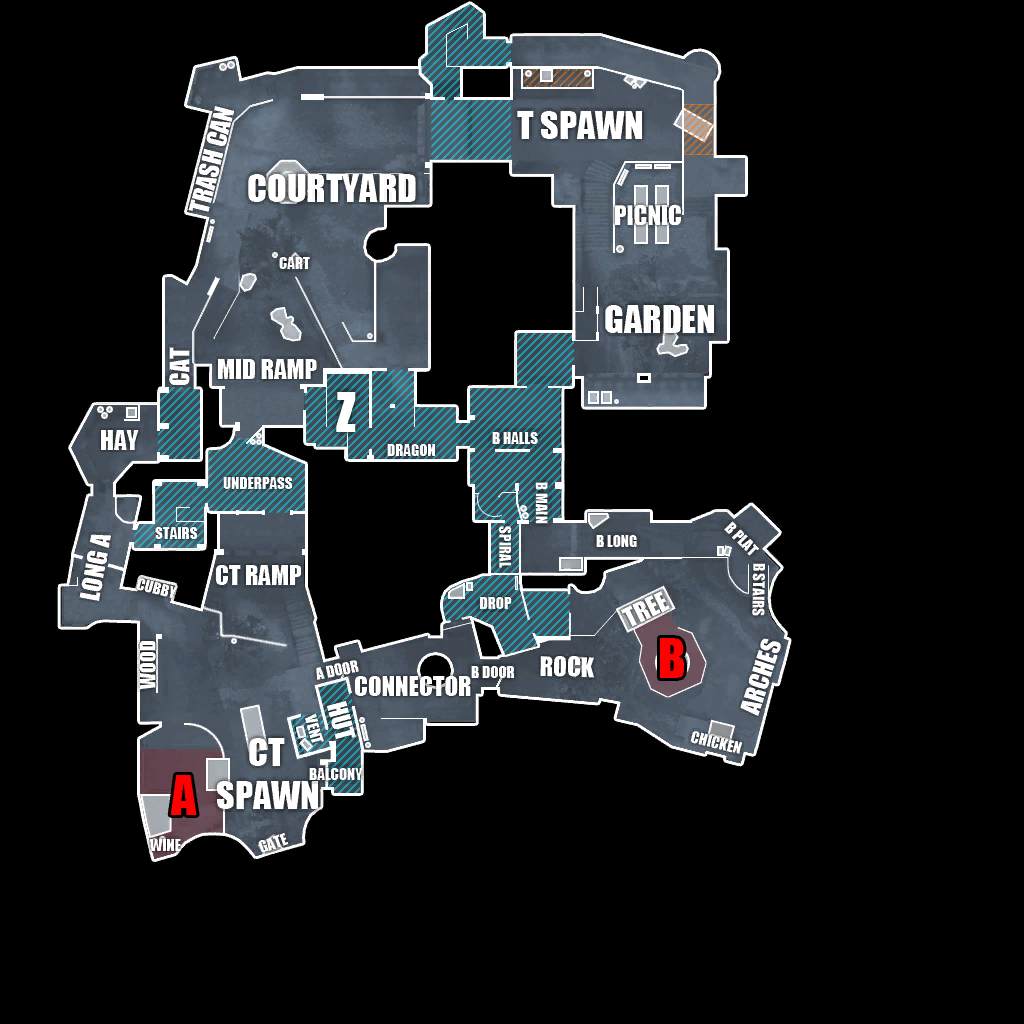 T SPAWN
TRASH CAN
COURTYARD
PICNIC
CART
GARDEN
CAT
MID RAMP
Z
HAY
DRAGON
B HALLS
UNDERPASS
B MAIN
STAIRS
SPIRAL
B LONG
B PLAT
LONG A
CUBBY
CT RAMP
B STAIRS
DROP
TREE
WOOD
A DOOR
CONNECTOR
B DOOR
ROCK
B
ARCHES
HUT
VENT
CHICKEN
CT
SPAWN
BALCONY
A
WINE
GATE